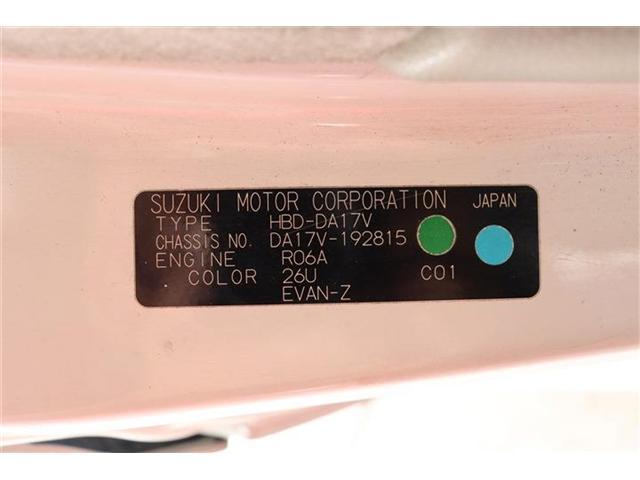 SUZUKI MOTOR CORPORATION JAPAN
TYPE HBD-DA17V
CHASSIS NO. DA17V-192815
ENGINE R06A
COLOR 26U C01
EVAN-Z